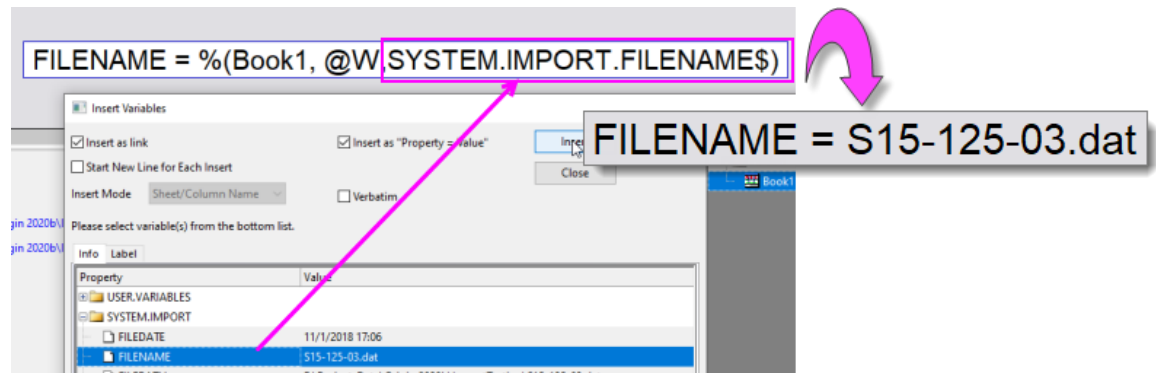 FILENAME = %(Book1, @W,SYSTEM.IMPORT.FILENAME$)
FILENAME = S15-125-03.dat
Insert Variables
Insert as link
Insert as "Property = Value"
Start New Line for Each Insert
Close
Book1
Insert Mode Sheet/Column Name
Verbatim
gin 2020b\
Please select variable(s) from the bottom list.
gin 2020b\
Info Label
Property Value
USER.VARIABLES
SYSTEM.IMPORT
FILEDATE 11/1/2018 17:06
FILENAME S15-125-03.dat